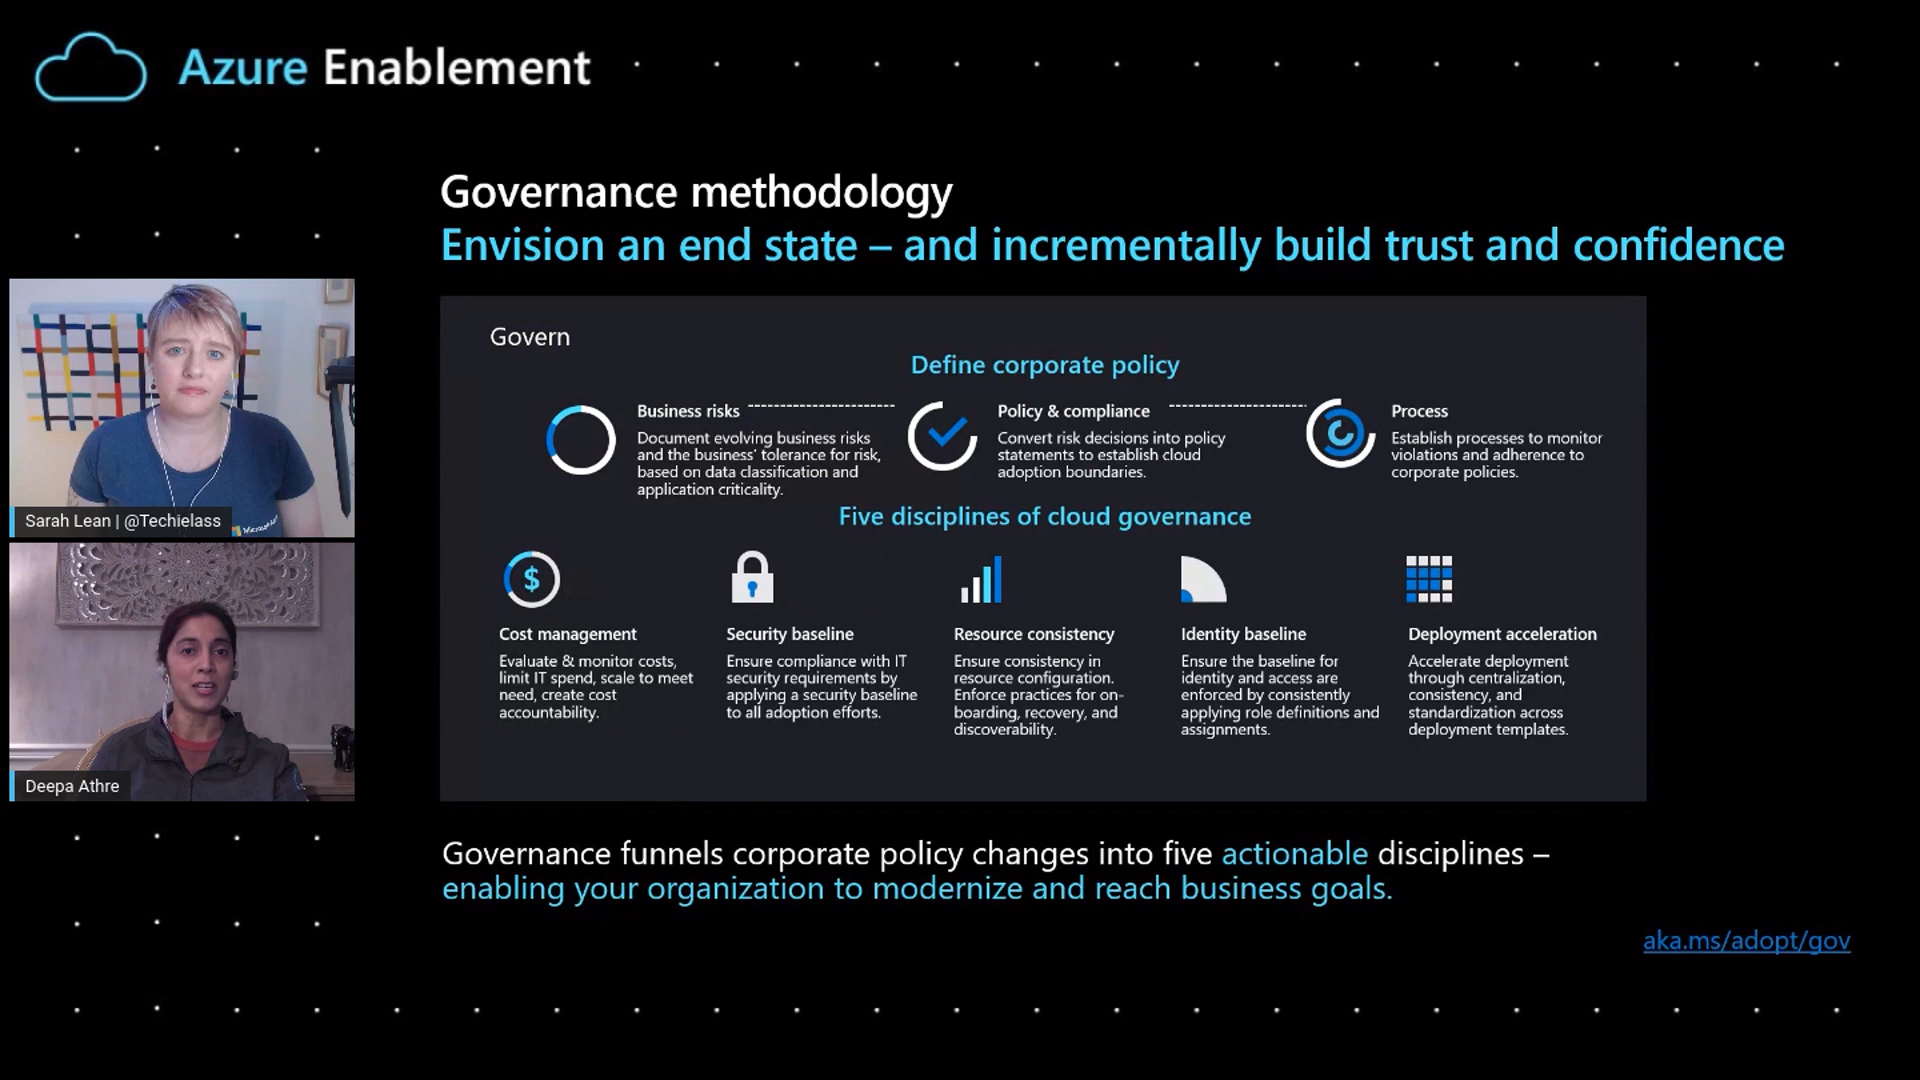 Azure Enablement
Governance methodology
Envision an end state – and incrementally build trust and confidence
Sarah Lean | @Techielass
Deepa Athre
Govern
Define corporate policy
Business risks
Document evolving business risks
and the business' tolerance for risk,
based on data classification and
application criticality.
Policy & compliance
Convert risk decisions into policy
statements to establish cloud
adoption boundaries.
Process
Establish processes to monitor
violations and adherence to
corporate policies.
Five disciplines of cloud governance
$
Cost management
Evaluate & monitor costs,
limit IT spend, scale to meet
need, create cost
accountability.
Security baseline
Ensure compliance with IT
security requirements by
applying a security baseline
to all adoption efforts.
Resource consistency
Ensure consistency in
resource configuration.
Enforce practices for on-
boarding, recovery, and
discoverability.
Identity baseline
Ensure the baseline for
identity and access are
enforced by consistently
applying role definitions and
assignments.
Deployment acceleration
Accelerate deployment
through centralization,
consistency, and
standardization across
deployment templates.
Governance funnels corporate policy changes into five actionable disciplines –
enabling your organization to modernize and reach business goals.
aka.ms/adopt/gov